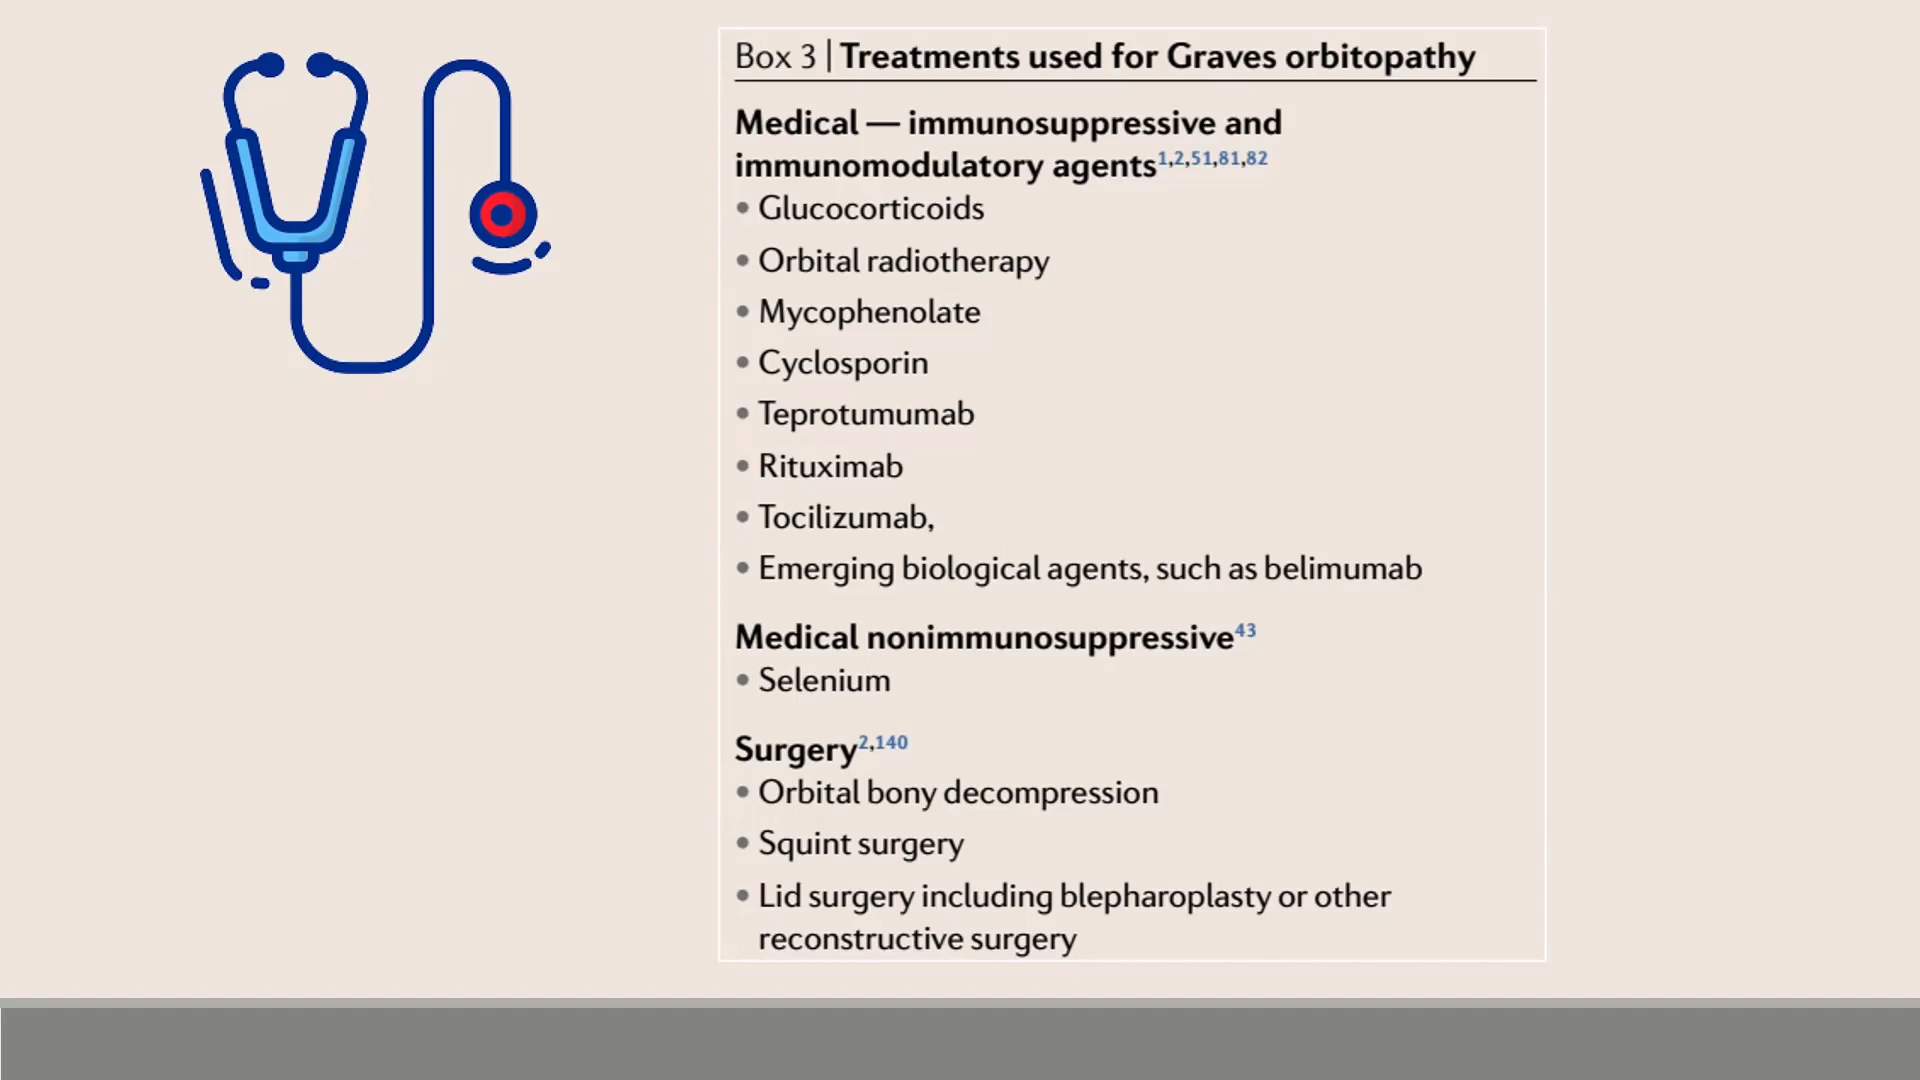 Box 3 | Treatments used for Graves orbitopathy
Medical — immunosuppressive and
immunomodulatory agents1,2,51,81,82
• Glucocorticoids
• Orbital radiotherapy
• Mycophenolate
• Cyclosporin
• Teprotumumab
• Rituximab
• Tocilizumab,
• Emerging biological agents, such as belimumab
Medical nonimmunosuppressive43
• Selenium
Surgery2,140
• Orbital bony decompression
• Squint surgery
• Lid surgery including blepharoplasty or other
reconstructive surgery